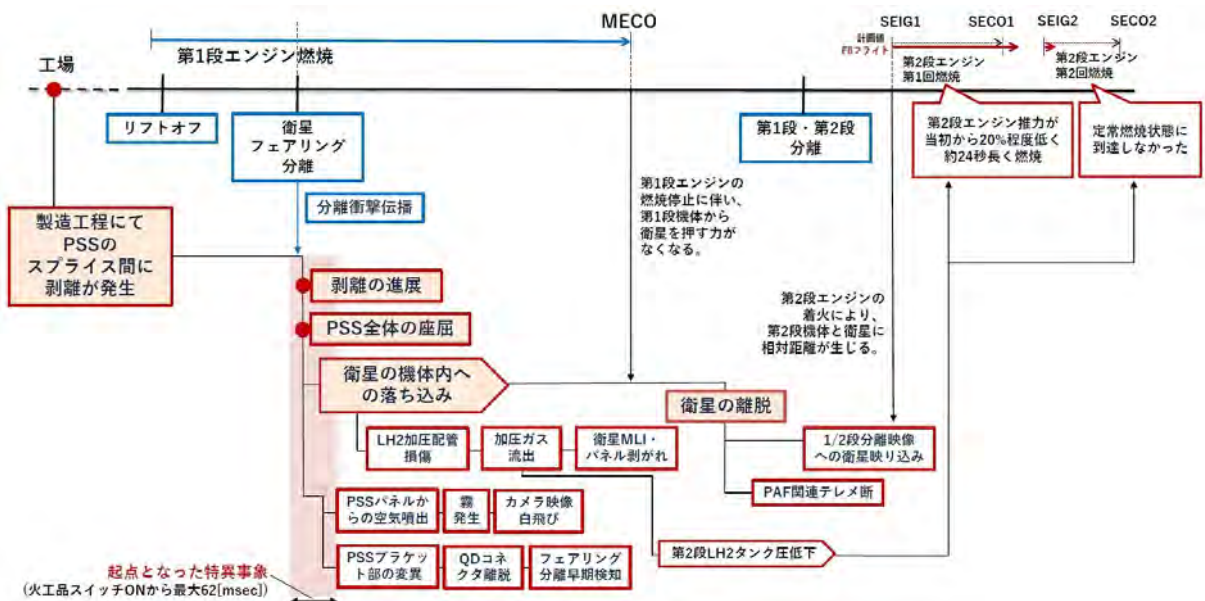 MECO
SEIG1
SECO1
SEIG2
SECO2
計画値
F8フライト
第1段エンジン燃焼
第2段エンジン
第1回燃焼
第2段エンジン
第2回燃焼
工場
リフトオフ
衛星
フェアリング
分離
第1段・第2段
分離
第2段エンジン推力が
当初から20%程度低く
約24秒長く燃焼
定常燃焼状態に
到達しなかった
分離衝撃伝播
第1段エンジンの
燃焼停止に伴い、
第1段機体から
衛星を押す力が
なくなる。
製造工程にて
PSSの
スプライス間に
剥離が発生
剥離の進展
PSS全体の座屈
第2段エンジンの
着火により、
第2段機体と衛星に
相対距離が生じる。
衛星の機体内へ
の落ち込み
衛星の離脱
LH2加圧配管
損傷
加圧ガス
流出
衛星MLI・
パネル剥がれ
1/2段分離映像
への衛星映り込み
PAF関連テレメ断
PSSパネルか
らの空気噴出
霧
発生
カメラ映像
白飛び
PSSブラケッ
ト部の変異
QDコネ
クタ離脱
フェアリング
分離早期検知
第2段LH2タンク圧低下
起点となった特異事象
(火工品スイッチONから最大62[msec])